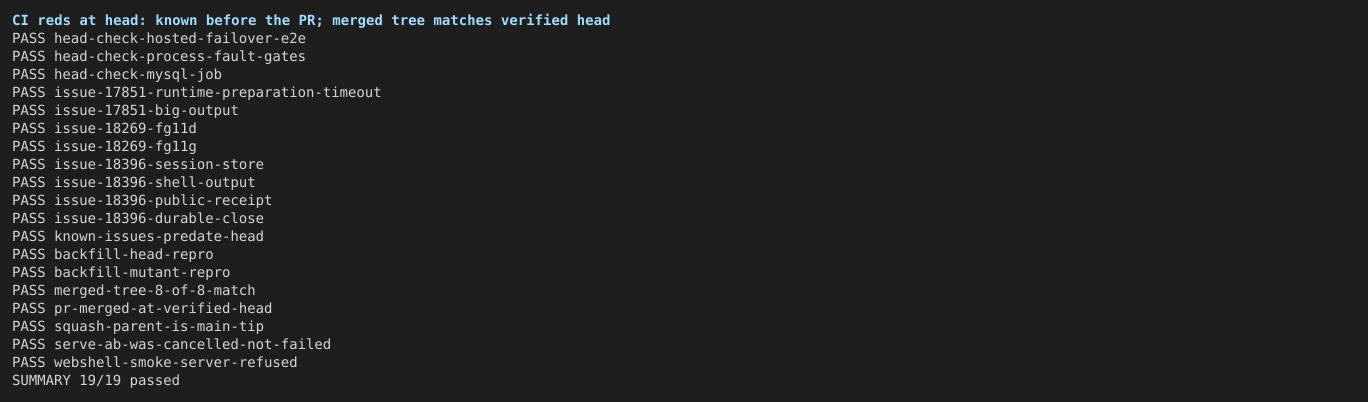 CI reds at head: known before the PR; merged tree matches verified head
PASS head-check-hosted-failover-e2e
PASS head-check-process-fault-gates
PASS head-check-mysql-job
PASS issue-17851-runtime-preparation-timeout
PASS issue-17851-big-output
PASS issue-18269-fg11d
PASS issue-18269-fg11g
PASS issue-18396-session-store
PASS issue-18396-shell-output
PASS issue-18396-public-receipt
PASS issue-18396-durable-close
PASS known-issues-predate-head
PASS backfill-head-repro
PASS backfill-mutant-repro
PASS merged-tree-8-of-8-match
PASS pr-merged-at-verified-head
PASS squash-parent-is-main-tip
PASS serve-ab-was-cancelled-not-failed
PASS webshell-smoke-server-refused
SUMMARY 19/19 passed